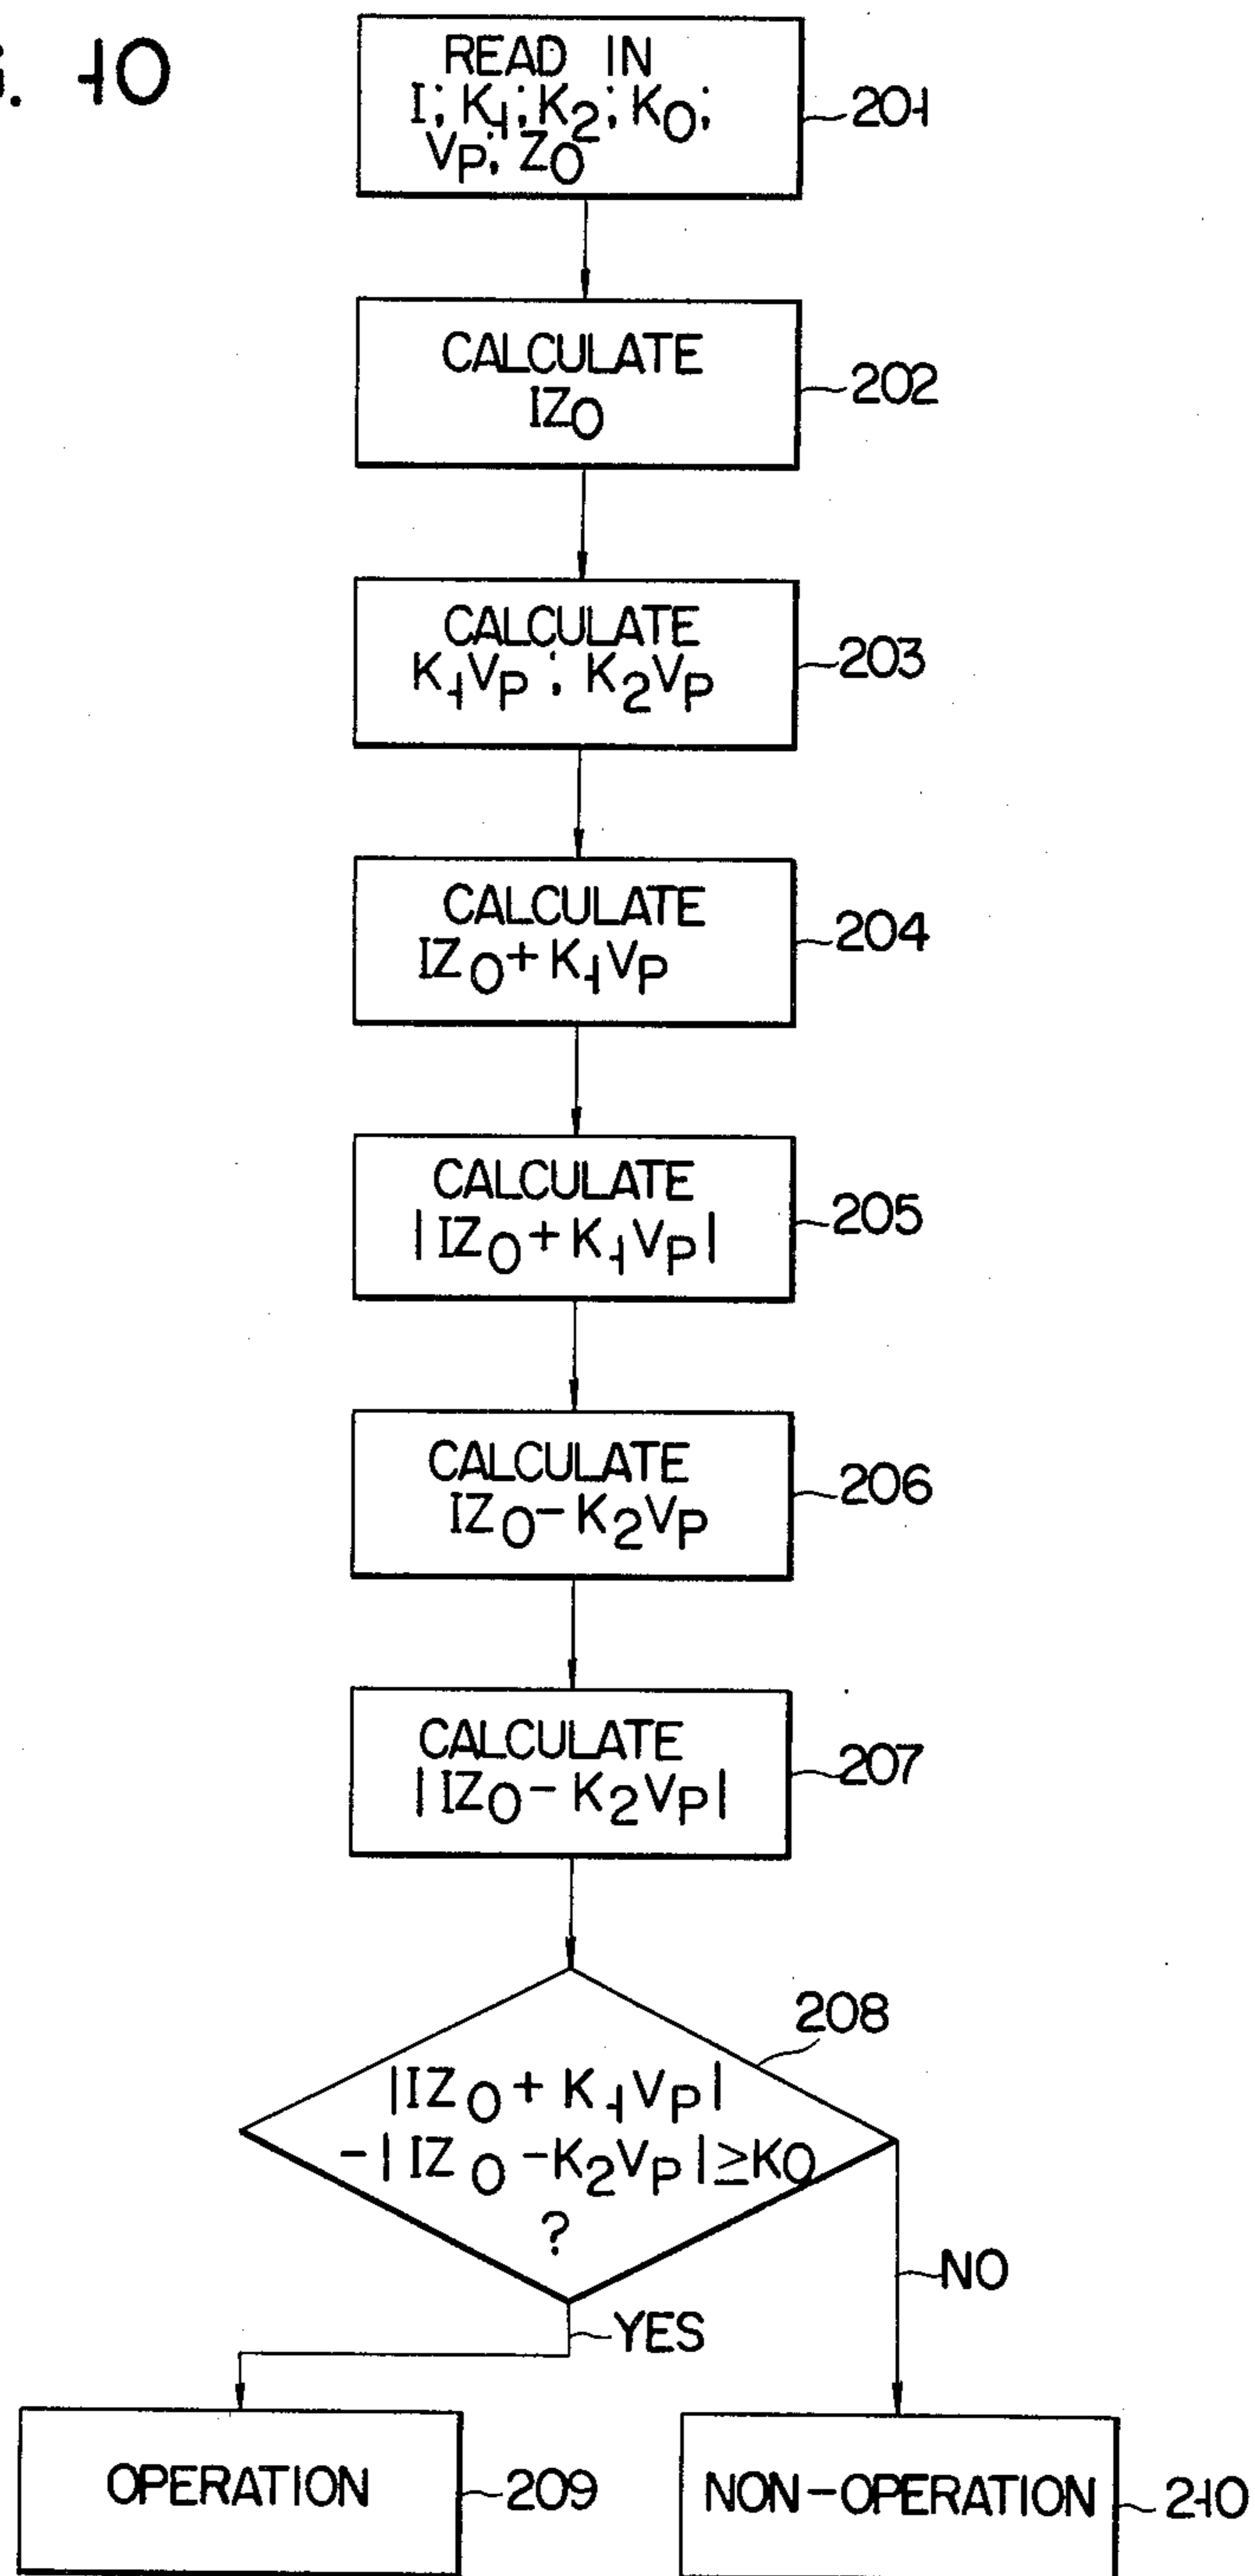 . 10
READ IN
I; K1; K2; K0;
VP; Z0
201
CALCULATE
IZ0
202
CALCULATE
K1VP; K2VP
203
CALCULATE
IZ0+K1VP
204
CALCULATE
|IZ0+K1VP|
205
CALCULATE
IZ0-K2VP
206
CALCULATE
|IZ0-K2VP|
207
208
|IZ0+K1VP|
-|IZ0-K2VP|≥K0
?
NO
YES
OPERATION
209
NON-OPERATION
210